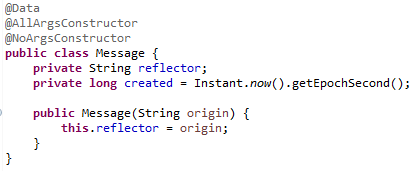 @Data
@AllArgsConstructor
@NoArgsConstructor
public class Message {
    private String reflector;
    private long created = Instant.now().getEpochSecond();

    public Message(String origin) {
        this.reflector = origin;
    }
}